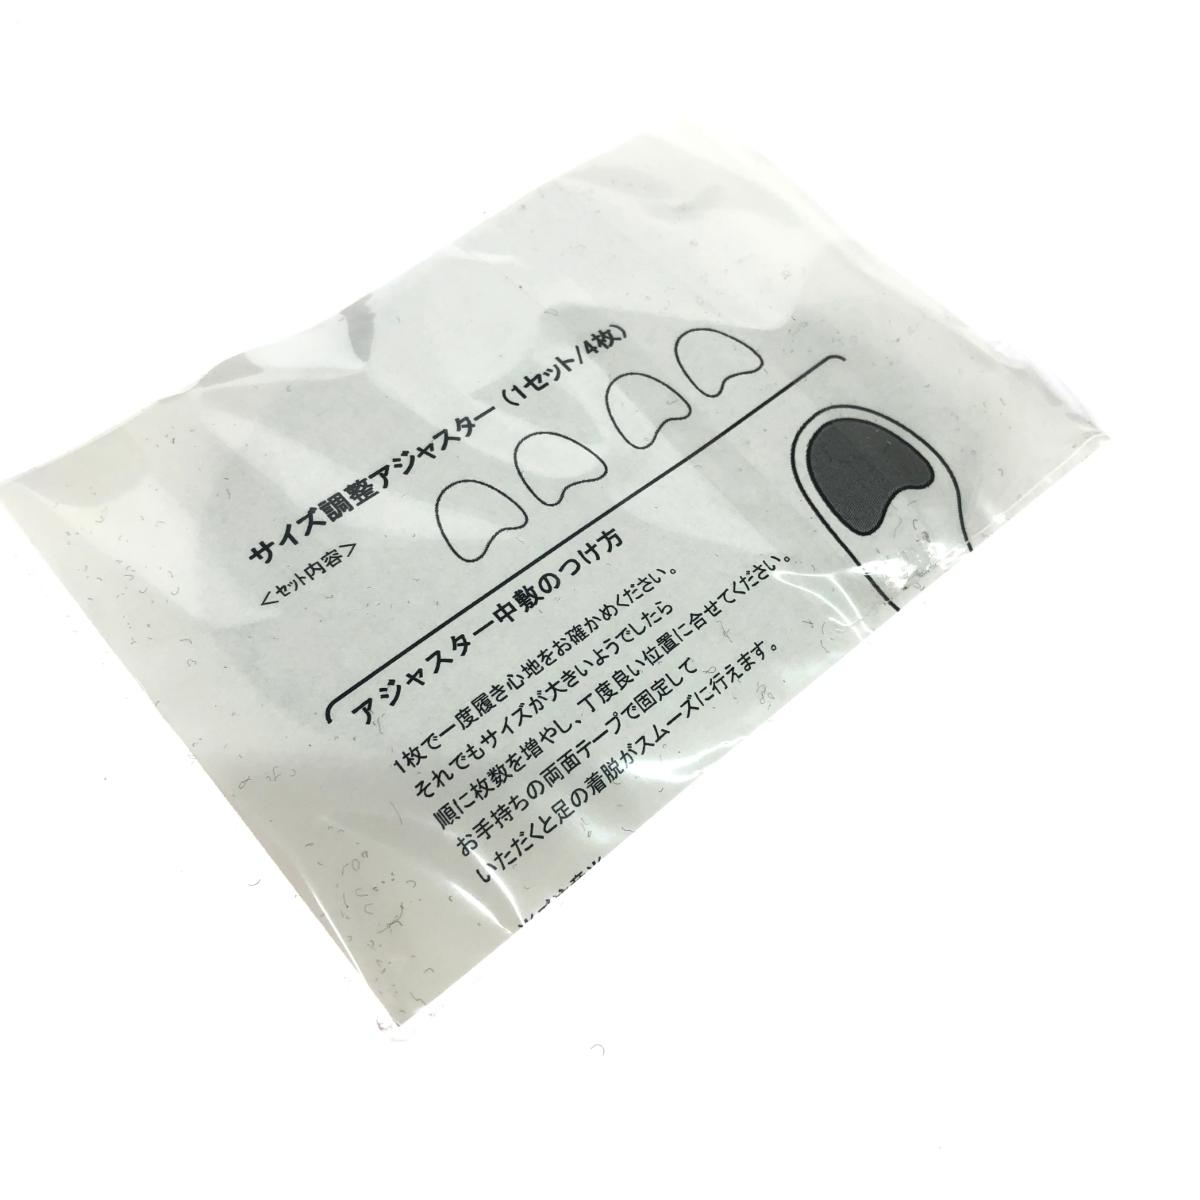 サイズ調整アジャスター（1セット/4枚）
＜セット内容＞
アジャスター中敷のつけ方
1枚で一度履き心地をお確かめください。
それでもサイズが大きいようでしたら
順に枚数を増やし、丁度良い位置に合せてください。
お手持ちの両面テープで固定して
いただくと足の着脱がスムーズに行えます。